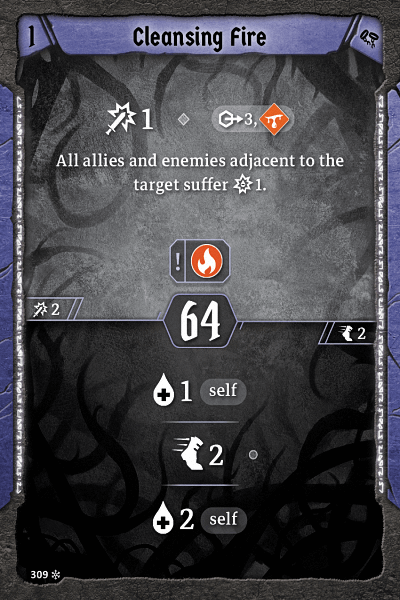 1 Cleansing Fire
1 3,
All allies and enemies adjacent to the
target suffer 1.
!
2 64 2
1 self
2
2 self
309